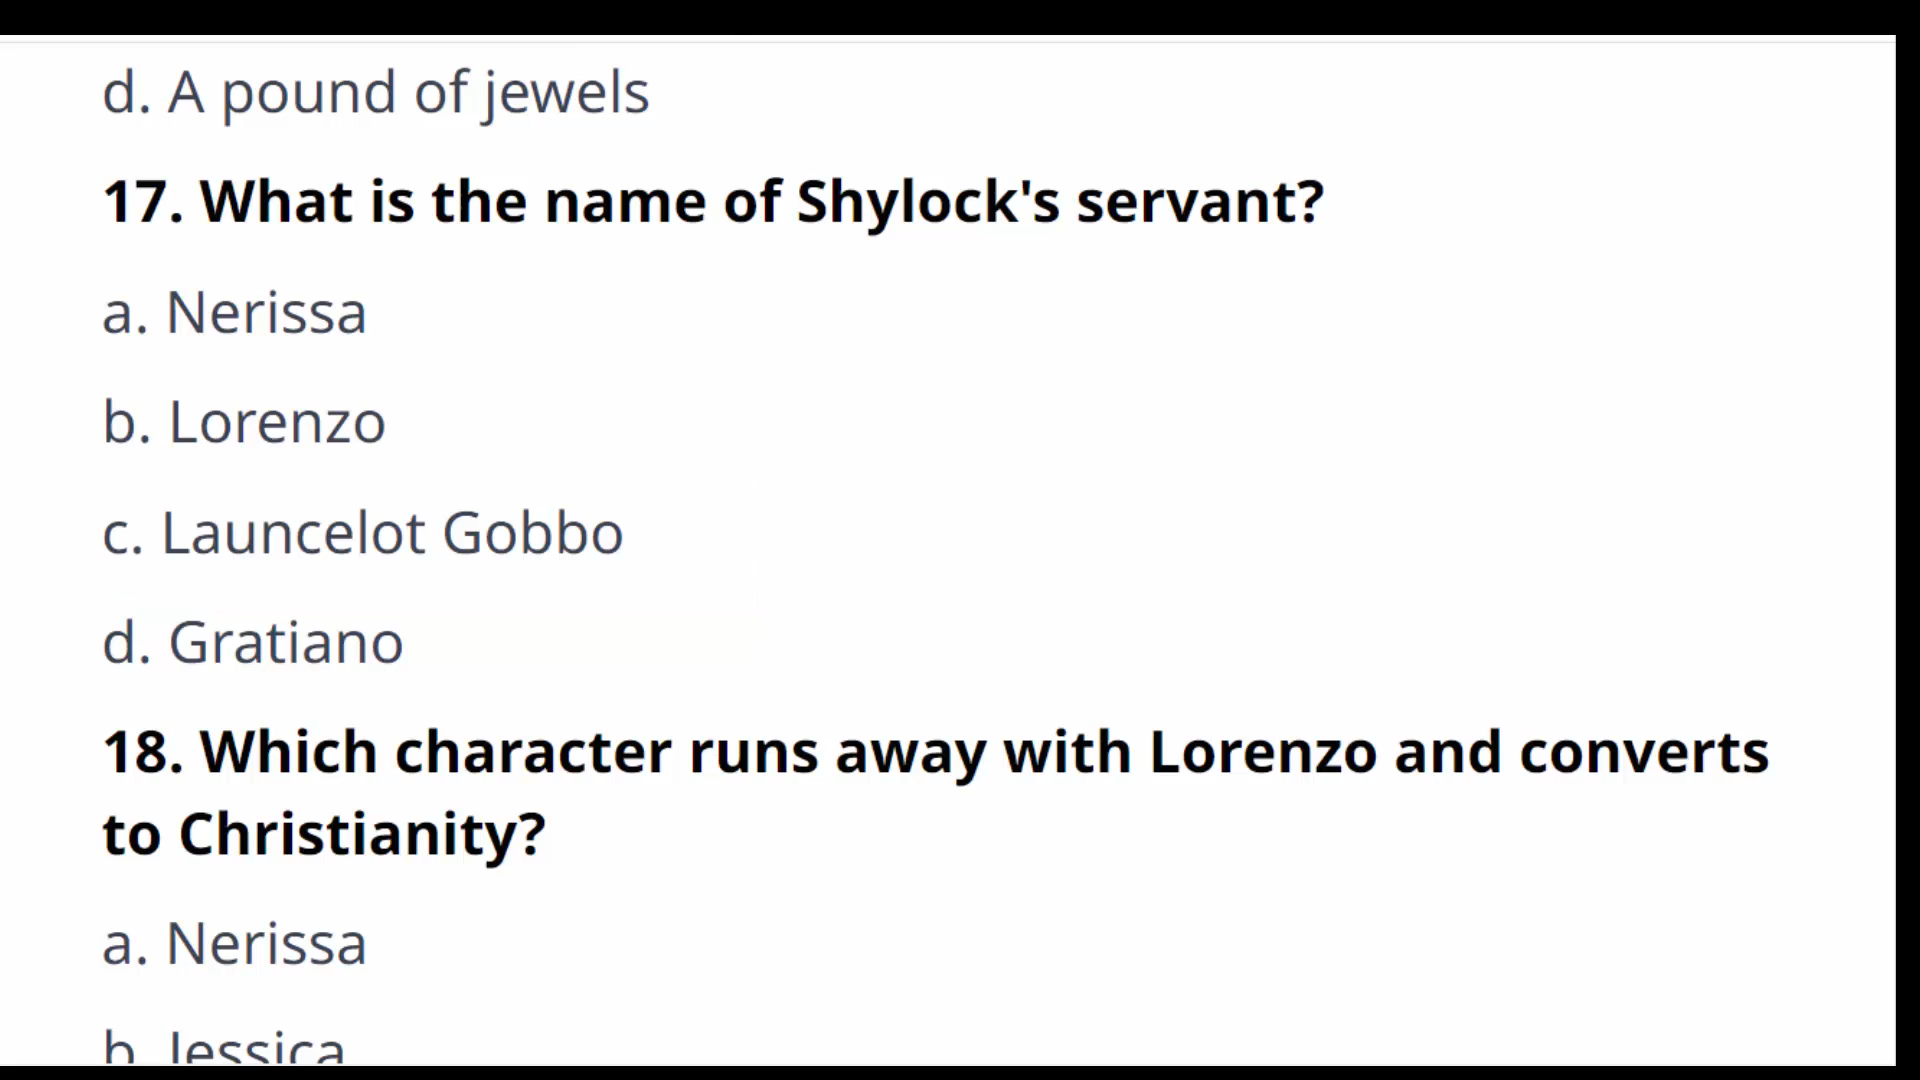 d. A pound of jewels
17. What is the name of Shylock's servant?
a. Nerissa
b. Lorenzo
c. Launcelot Gobbo
d. Gratiano
18. Which character runs away with Lorenzo and converts
to Christianity?
a. Nerissa
b. Jessica